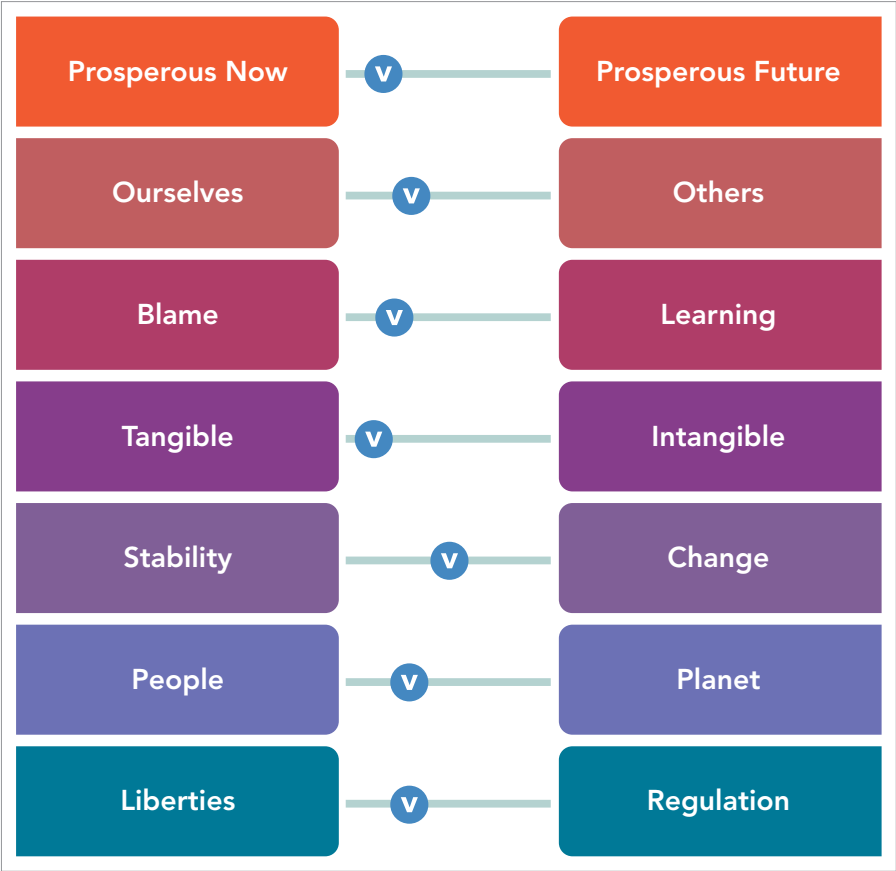 Prosperous Now v Prosperous Future
Ourselves v Others
Blame v Learning
Tangible v Intangible
Stability v Change
People v Planet
Liberties v Regulation